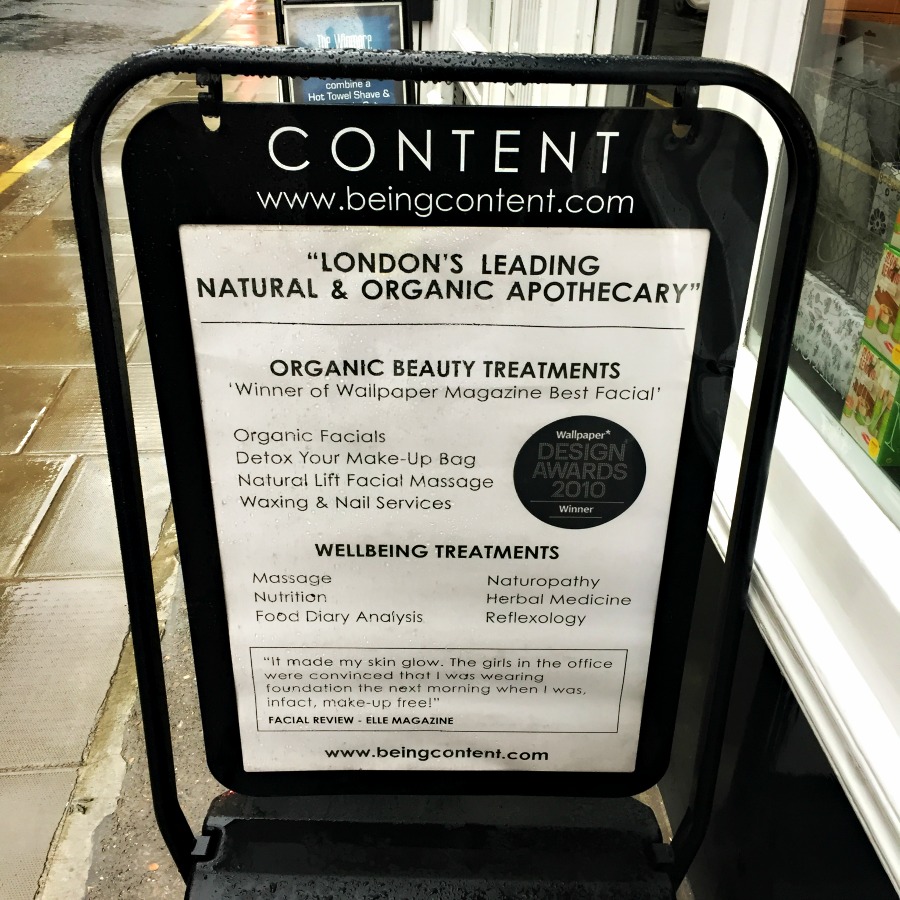 The Winmore
combine a
Hot Towel Shave &
CONTENT
www.beingcontent.com
“LONDON'S LEADING
NATURAL & ORGANIC APOTHECARY”
ORGANIC BEAUTY TREATMENTS
‘Winner of Wallpaper Magazine Best Facial’
Organic Facials
Detox Your Make-Up Bag
Natural Lift Facial Massage
Waxing & Nail Services
Wallpaper*
DESIGN
AWARDS
2010
Winner
WELLBEING TREATMENTS
Massage
Nutrition
Food Diary Analysis
Naturopathy
Herbal Medicine
Reflexology
“It made my skin glow. The girls in the office
were convinced that I was wearing
foundation the next morning when I was,
infact, make-up free!”
FACIAL REVIEW - ELLE MAGAZINE
www.beingcontent.com